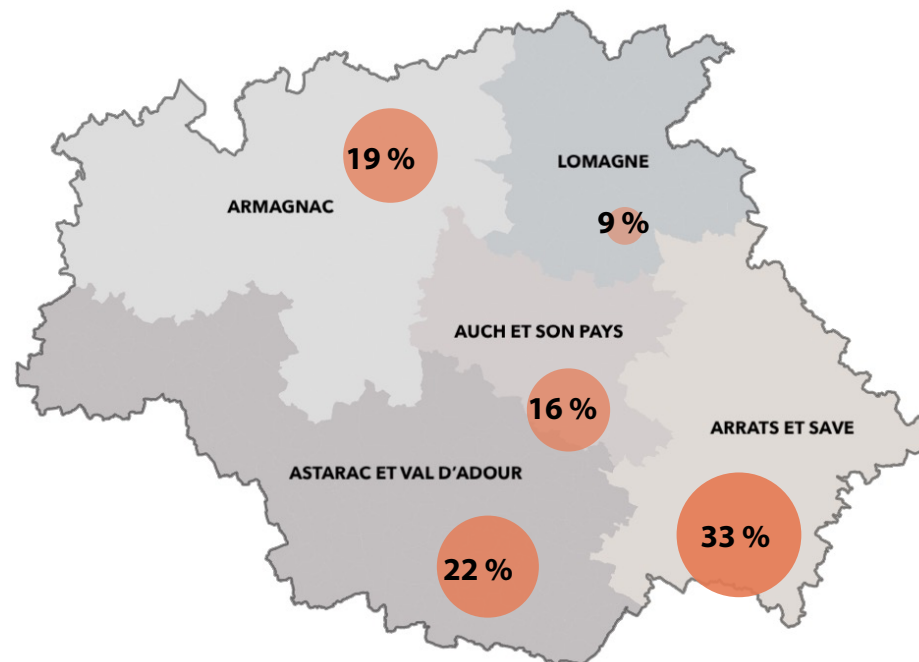 19 %
LOMAGNE
ARMAGNAC
9 %
AUCH ET SON PAYS
16 %
ARRATS ET SAVE
ASTARAC ET VAL D’ADOUR
33 %
22 %